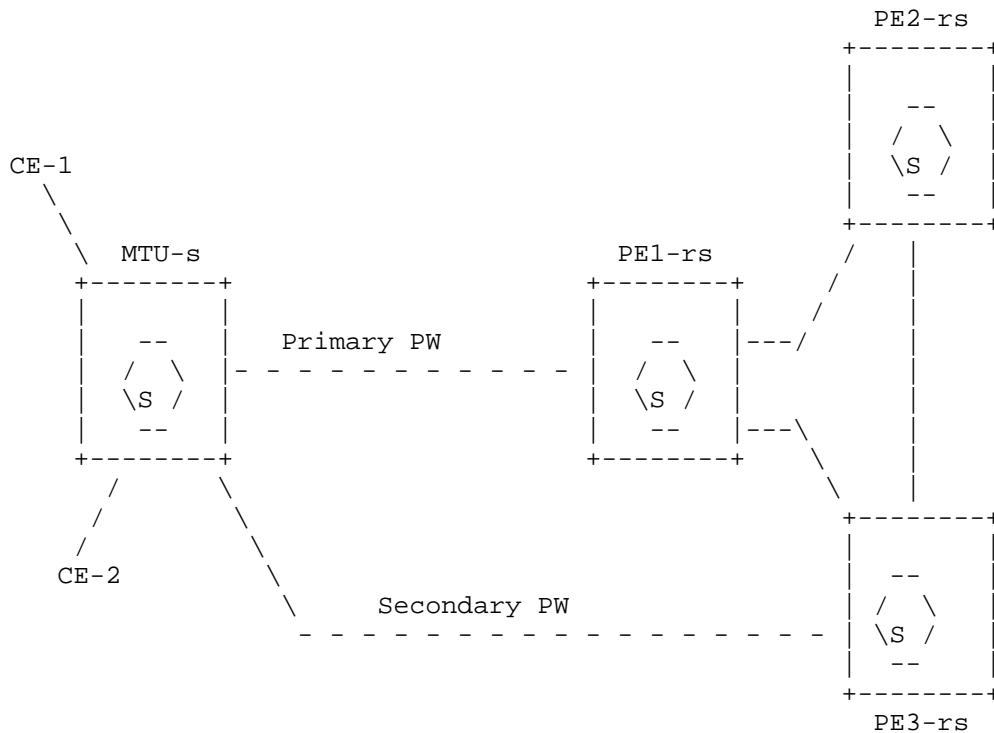 PE2-rs
S
CE-1
MTU-s
PE1-rs
Primary PW
S
S
CE-2
Secondary PW
S
PE3-rs